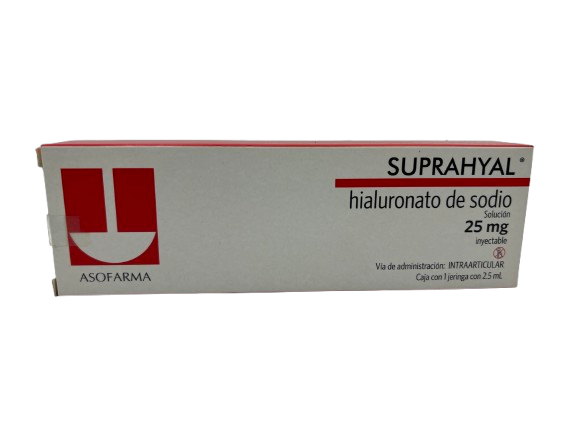 SUPRAHYAL®
hialuronato de sodio
Solución
25 mg
inyectable
Vía de administración: INTRAARTICULAR
Caja con 1 jeringa con 2.5 mL
ASOFARMA